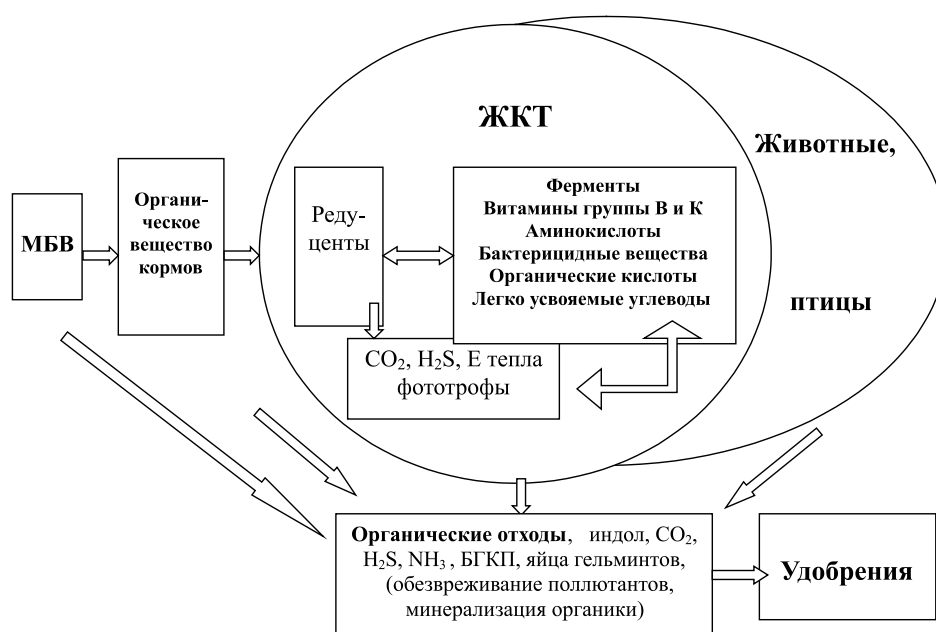 ЖКТ
Животные,
птицы
МБВ
Органи-
ческое
вещество
кормов
Реду-
центы
Ферменты
Витамины группы В и К
Аминокислоты
Бактерицидные вещества
Органические кислоты
Легко усвояемые углеводы
CO₂, H₂S, Е тепла
фототрофы
Органические отходы, индол, CO₂,
H₂S, NH₃ , БГКП, яйца гельминтов,
(обезвреживание поллютантов,
минерализация органики)
Удобрения